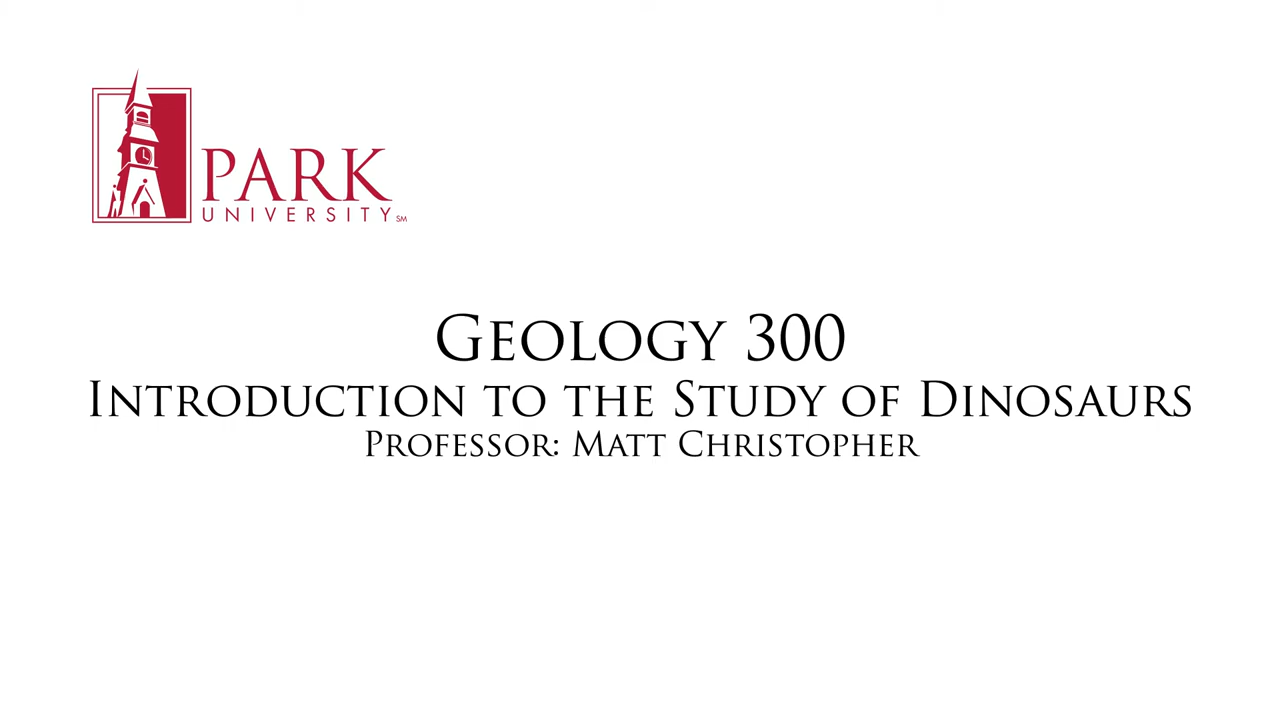 PARK
UNIVERSITY SM
GEOLOGY 300
INTRODUCTION TO THE STUDY OF DINOSAURS
PROFESSOR: MATT CHRISTOPHER